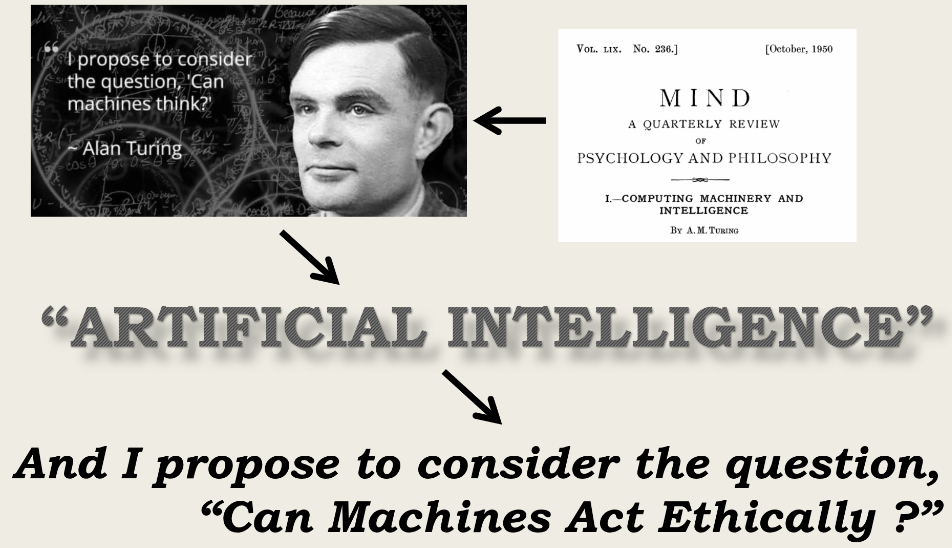 “ I propose to consider
the question, 'Can
machines think?'
~ Alan Turing
VOL. LIX. No. 236.] [October, 1950
MIND
A QUARTERLY REVIEW
OF
PSYCHOLOGY AND PHILOSOPHY
I.—COMPUTING MACHINERY AND
INTELLIGENCE
BY A. M. TURING
“ARTIFICIAL INTELLIGENCE”
And I propose to consider the question,
“Can Machines Act Ethically ?”